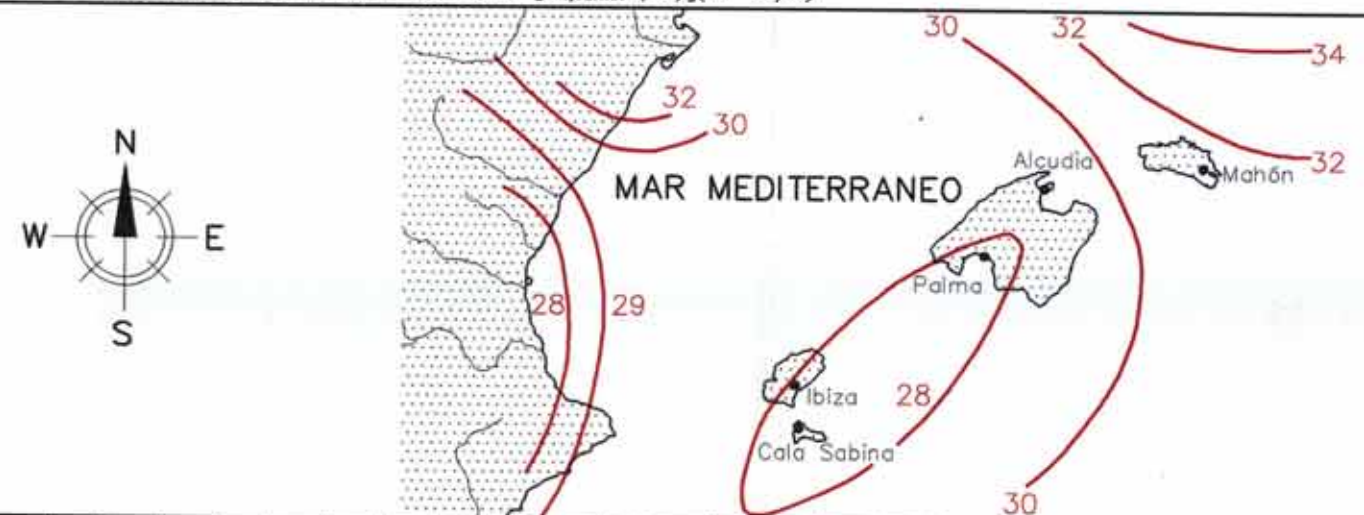 30
32
34
N
32
30
Alcudia
32
Mahón
MAR MEDITERRANEO
W
E
Palma
28
29
S
Ibiza
28
Cala Sabina
30